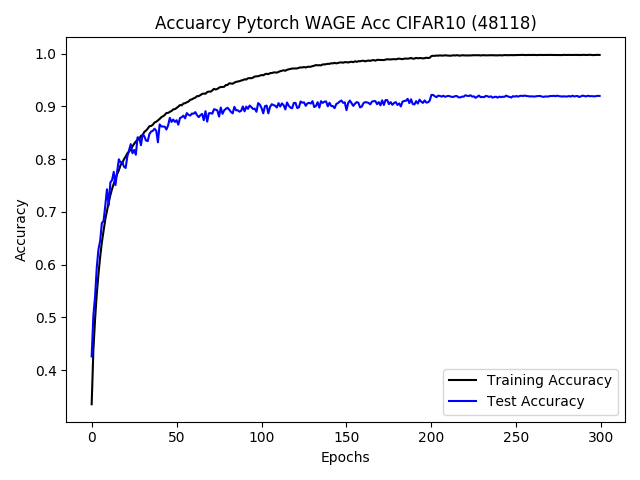 Accuarcy Pytorch WAGE Acc CIFAR10 (48118)
1.0
0.9
0.8
0.7
0.6
0.5
0.4
Accuracy
Training Accuracy
Test Accuracy
0 50 100 150 200 250 300
Epochs